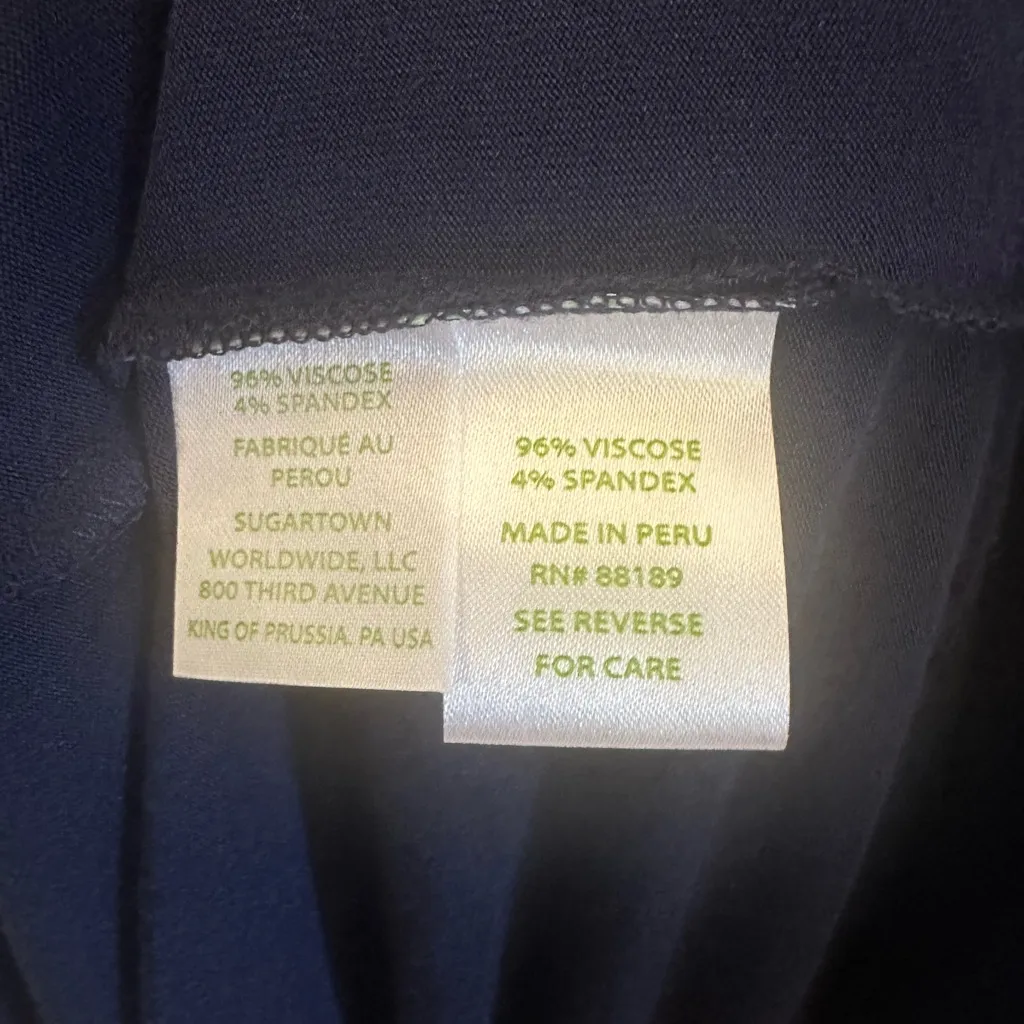 96% VISCOSE
4% SPANDEX
FABRIQUÉ AU
PEROU
SUGARTOWN
WORLDWIDE, LLC
800 THIRD AVENUE
KING OF PRUSSIA, PA USA
96% VISCOSE
4% SPANDEX
MADE IN PERU
RN# 88189
SEE REVERSE
FOR CARE